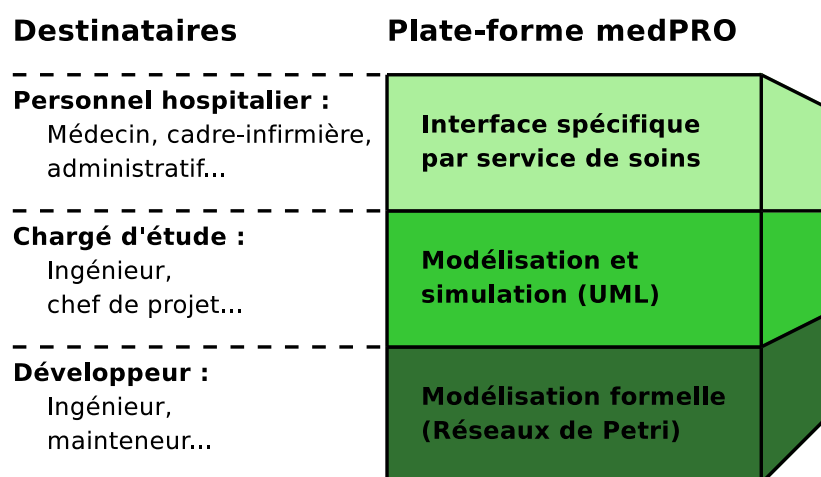 Destinataires
Plate-forme medPRO
Personnel hospitalier :
Médecin, cadre-infirmière,
administratif...
Interface spécifique
par service de soins
Chargé d'étude :
Ingénieur,
chef de projet...
Modélisation et
simulation (UML)
Développeur :
Ingénieur,
mainteneur...
Modélisation formelle
(Réseaux de Petri)